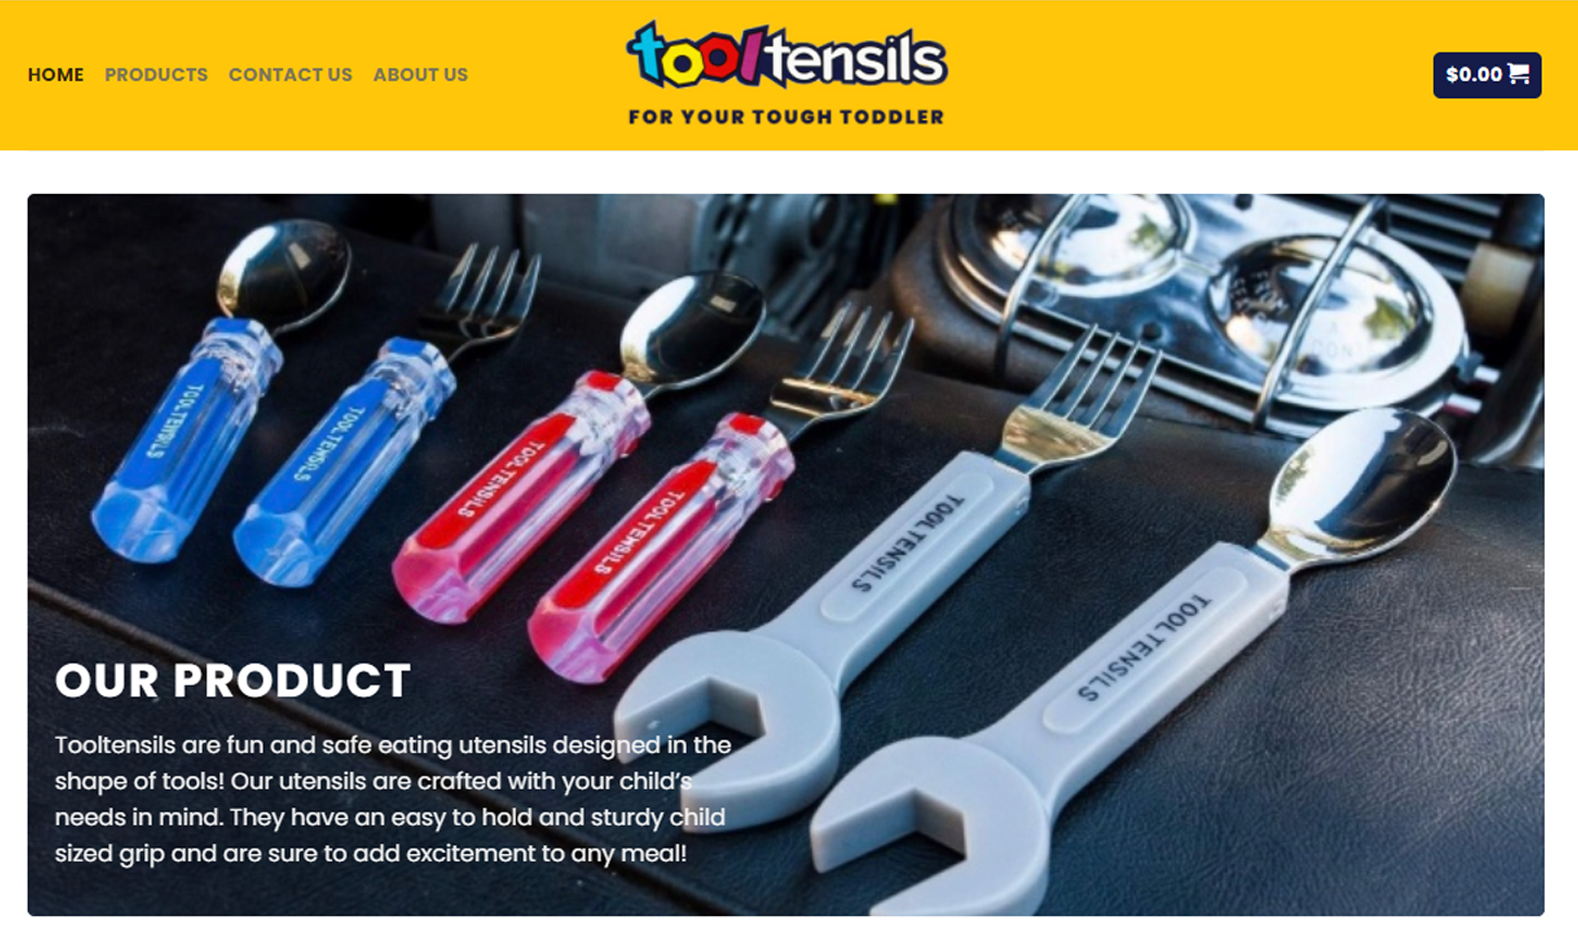 HOME PRODUCTS CONTACT US ABOUT US
tooltensils
FOR YOUR TOUGH TODDLER
$0.00
TOOLTENSILS
TOOLTENSILS
TOOLTENSILS
TOOLTENSILS
TOOLTENSILS
TOOLTENSILS
OUR PRODUCT
Tooltensils are fun and safe eating utensils designed in the
shape of tools! Our utensils are crafted with your child's
needs in mind. They have an easy to hold and sturdy child
sized grip and are sure to add excitement to any meal!